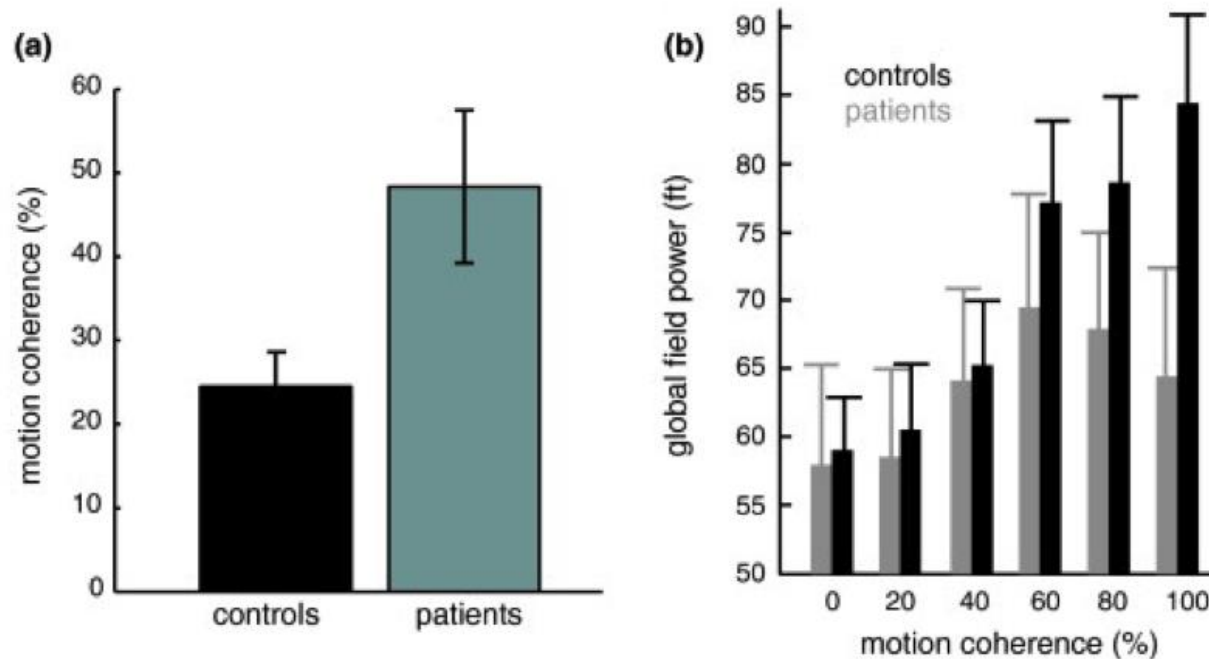 (a)
motion coherence (%)
60
50
40
30
20
10
0
controls
patients
(b)
controls
patients
global field power (ft)
90
85
80
75
70
65
60
55
50
0 20 40 60 80 100
motion coherence (%)